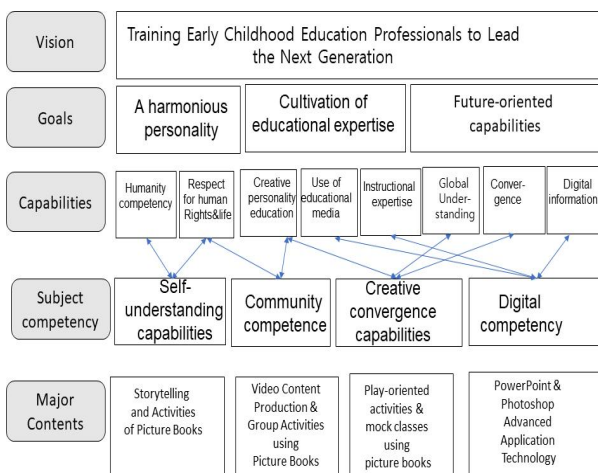 Vision
Training Early Childhood Education Professionals to Lead
the Next Generation
Goals
A harmonious
personality
Cultivation of
educational expertise
Future-oriented
capabilities
Capabilities
Humanity
competency
Respect
for human
Rights&life
Creative
personality
education
Use of
educational
media
Instructional
expertise
Global
Under-
standing
Conver-
gence
Digital
information
Subject
competency
Self-
understanding
capabilities
Community
competence
Creative
convergence
capabilities
Digital
competency
Major
Contents
Storytelling
and Activities
of Picture Books
Video Content
Production &
Group Activities
using
Picture Books
Play-oriented
activities &
mock classes
using
picture books
PowerPoint &
Photoshop
Advanced
Application
Technology